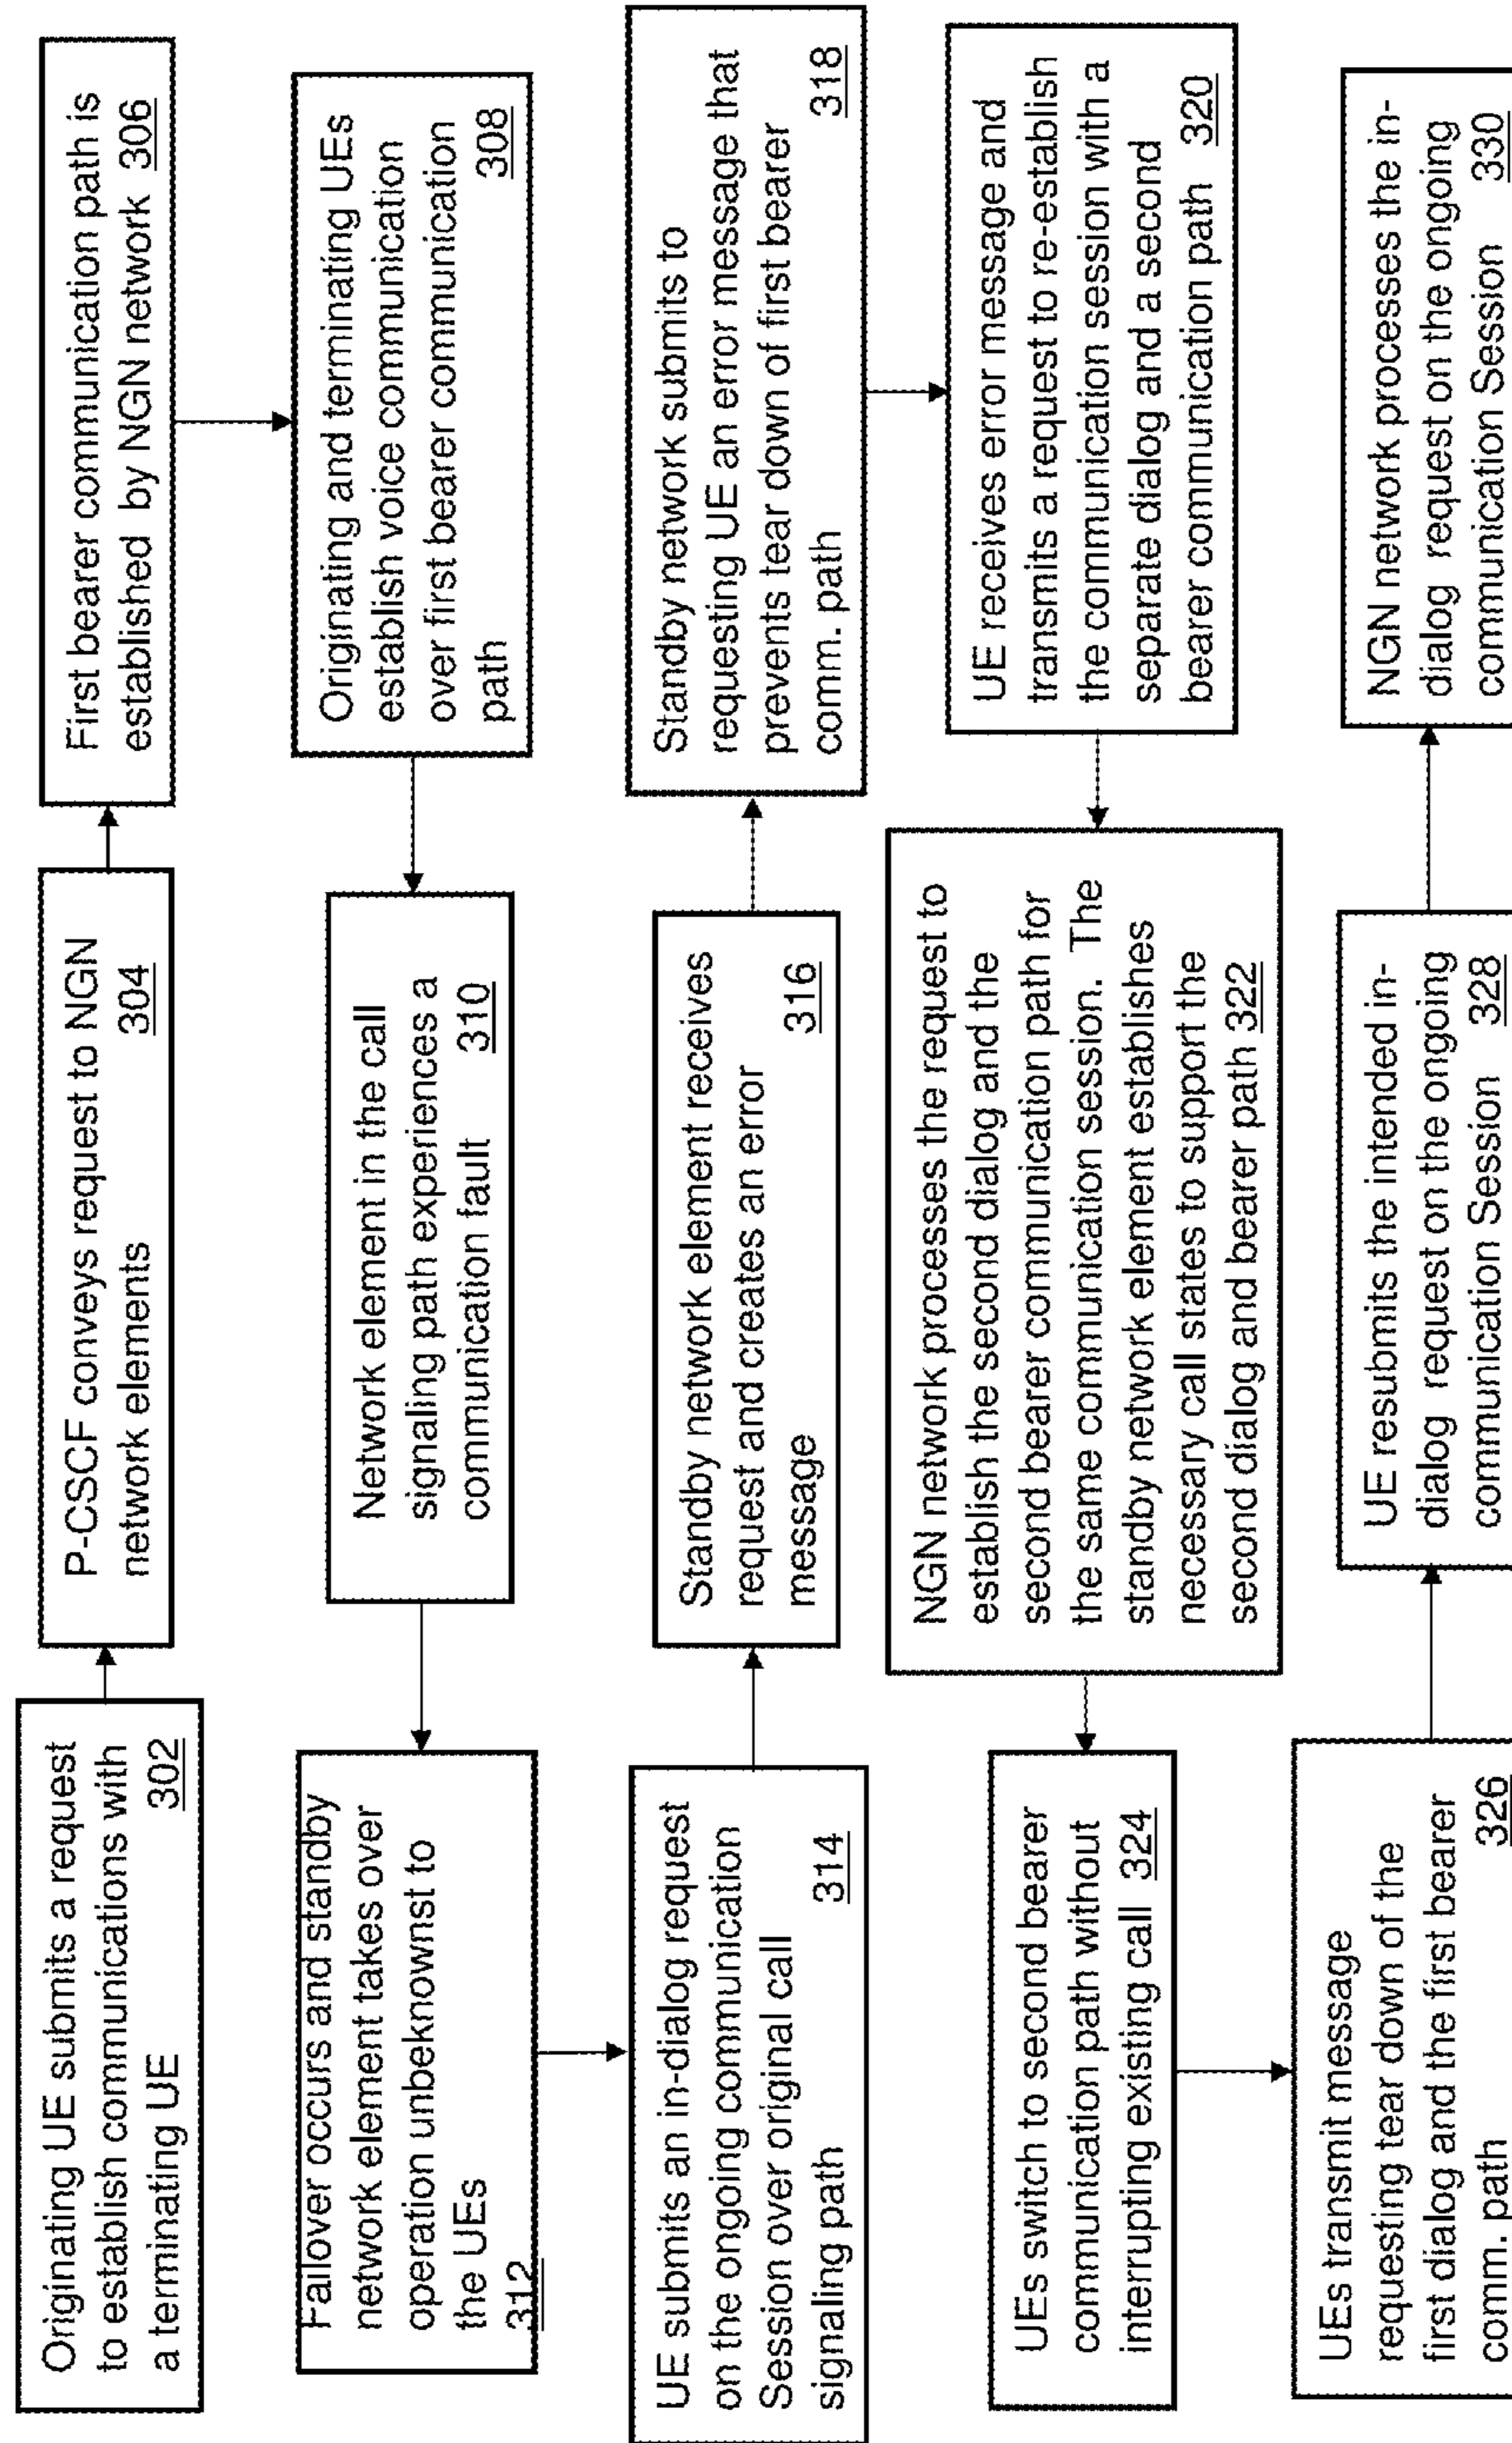 Originating UE submits a request
to establish communications with
a terminating UE 302
P-CSCF conveys request to NGN
network elements 304
First bearer communication path is
established by NGN network 306
Originating and terminating UEs
establish voice communication
over first bearer communication
path 308
Network element in the call
signaling path experiences a
communication fault 310
Failover occurs and standby
network element takes over
operation unbeknownst to
the UEs
312
UE submits an in-dialog request
on the ongoing communication
Session over original call
signaling path 314
Standby network element receives
request and creates an error
message 316
Standby network submits to
requesting UE an error message that
prevents tear down of first bearer
comm. path 318
UE receives error message and
transmits a request to re-establish
the communication session with a
separate dialog and a second
bearer communication path 320
NGN network processes the request to
establish the second dialog and the
second bearer communication path for
the same communication session. The
standby network element establishes
necessary call states to support the
second dialog and bearer path 322
UEs switch to second bearer
communication path without
interrupting existing call 324
UEs transmit message
requesting tear down of the
first dialog and the first bearer
comm. path 326
UE resubmits the intended in-
dialog request on the ongoing
communication Session 328
NGN network processes the in-
dialog request on the ongoing
communication Session 330